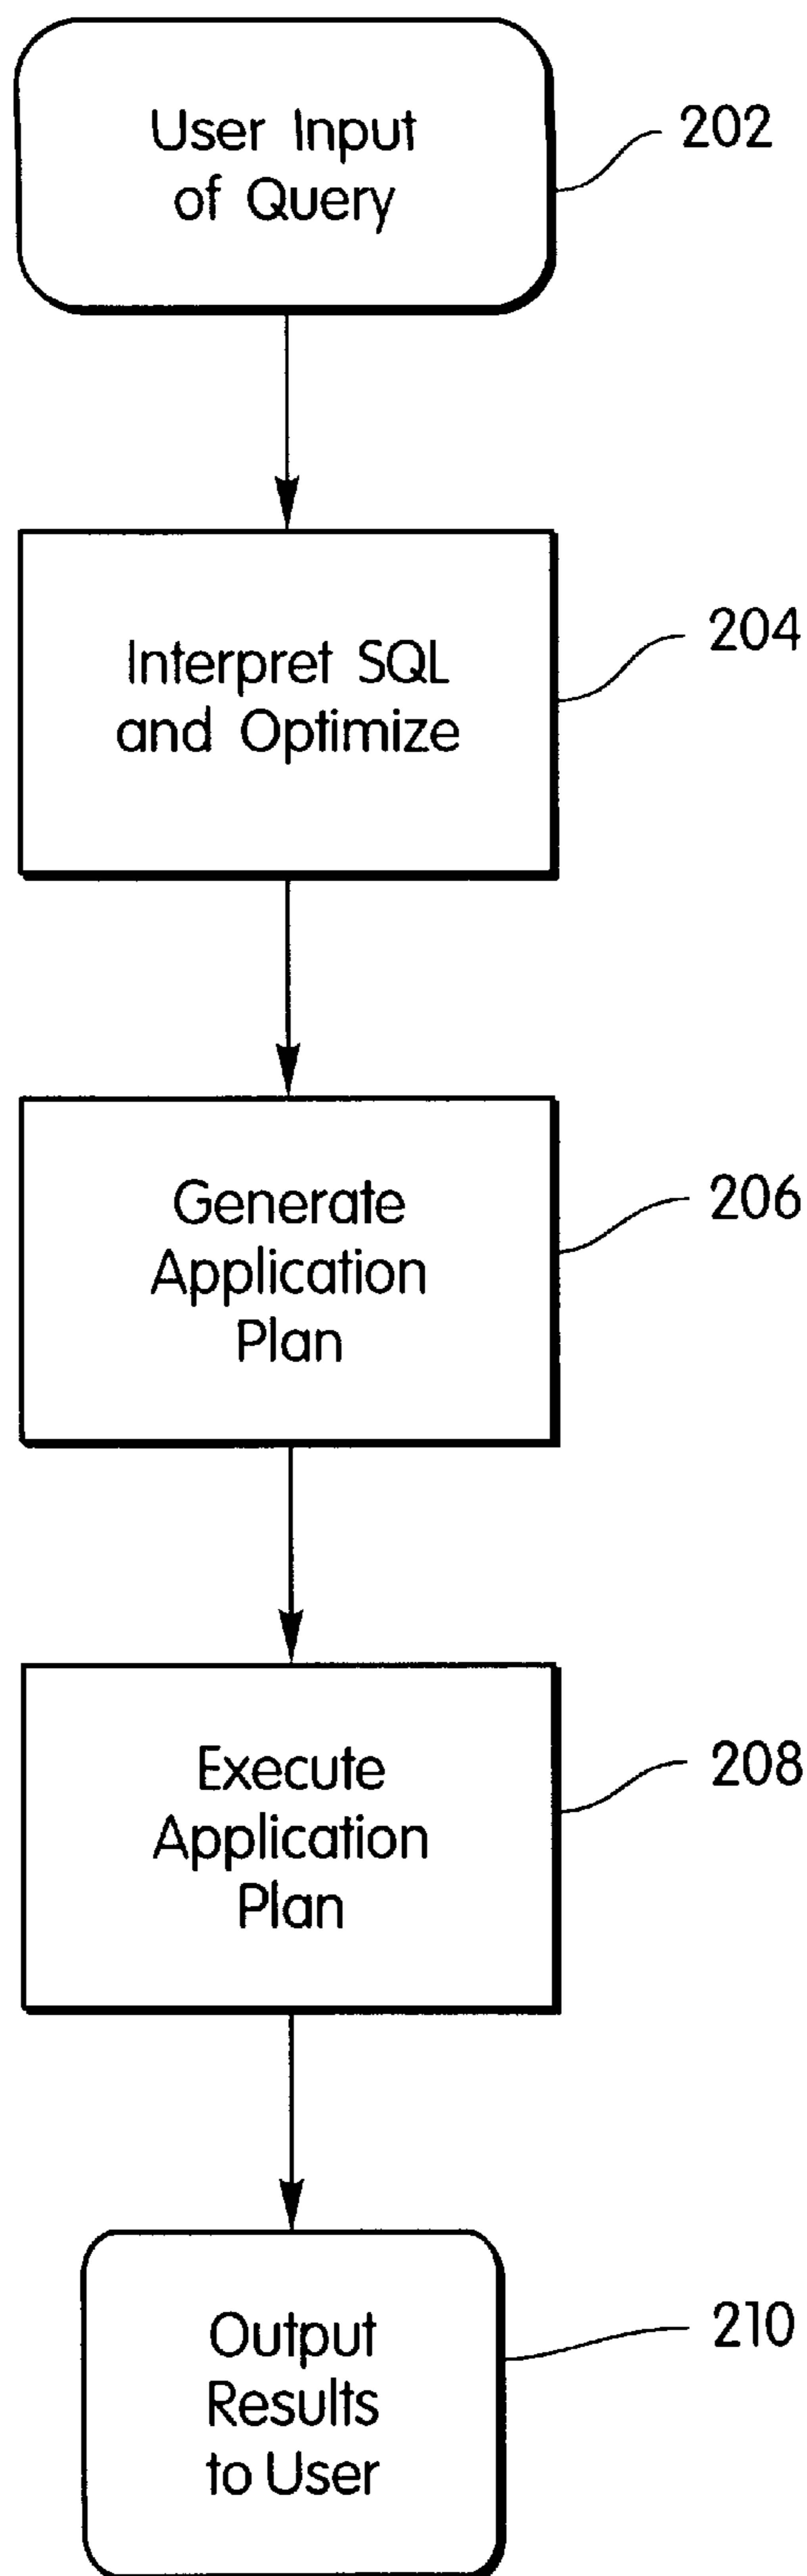 User Input
of Query
202
Interpret SQL
and Optimize
204
Generate
Application
Plan
206
Execute
Application
Plan
208
Output
Results
to User
210